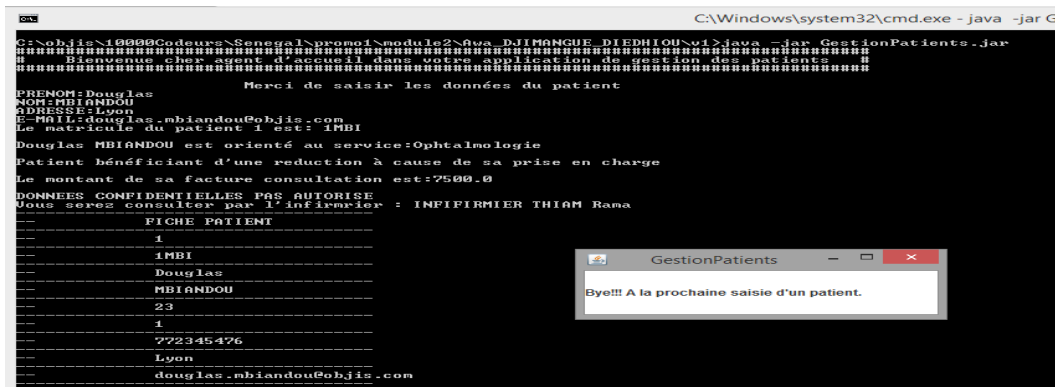 C:\Windows\system32\cmd.exe - java -jar G
C:\objis\10000Codeurs\Senegal\promo1\module2\Awa_DJIMANGUE_DIEDHIOU\v1>java -jar GestionPatients.jar
################################################################################
# Bienvenue cher agent d'accueil dans votre application de gestion des patients #
################################################################################
Merci de saisir les données du patient
PRENOM:Douglas
NOM:MBIANDOU
ADRESSE:Lyon
E-MAIL:douglas.mbiandou@objis.com
Le matricule du patient 1 est: 1MBI
Douglas MBIANDOU est orienté au service:Ophtalmologie
Patient bénéficiant d'une reduction à cause de sa prise en charge
Le montant de sa facture consultation est:7500.0
DONNEES CONFIDENTIELLES PAS AUTORISE
Vous serez consulter par l'infirmrier : INFIFIRMIER THIAM Rama
-- FICHE PATIENT
-- 1
-- 1MBI
-- Douglas
-- MBIANDOU
-- 23
-- 1
-- 772345476
-- Lyon
-- douglas.mbiandou@objis.com
GestionPatients
Bye!!! A la prochaine saisie d'un patient.